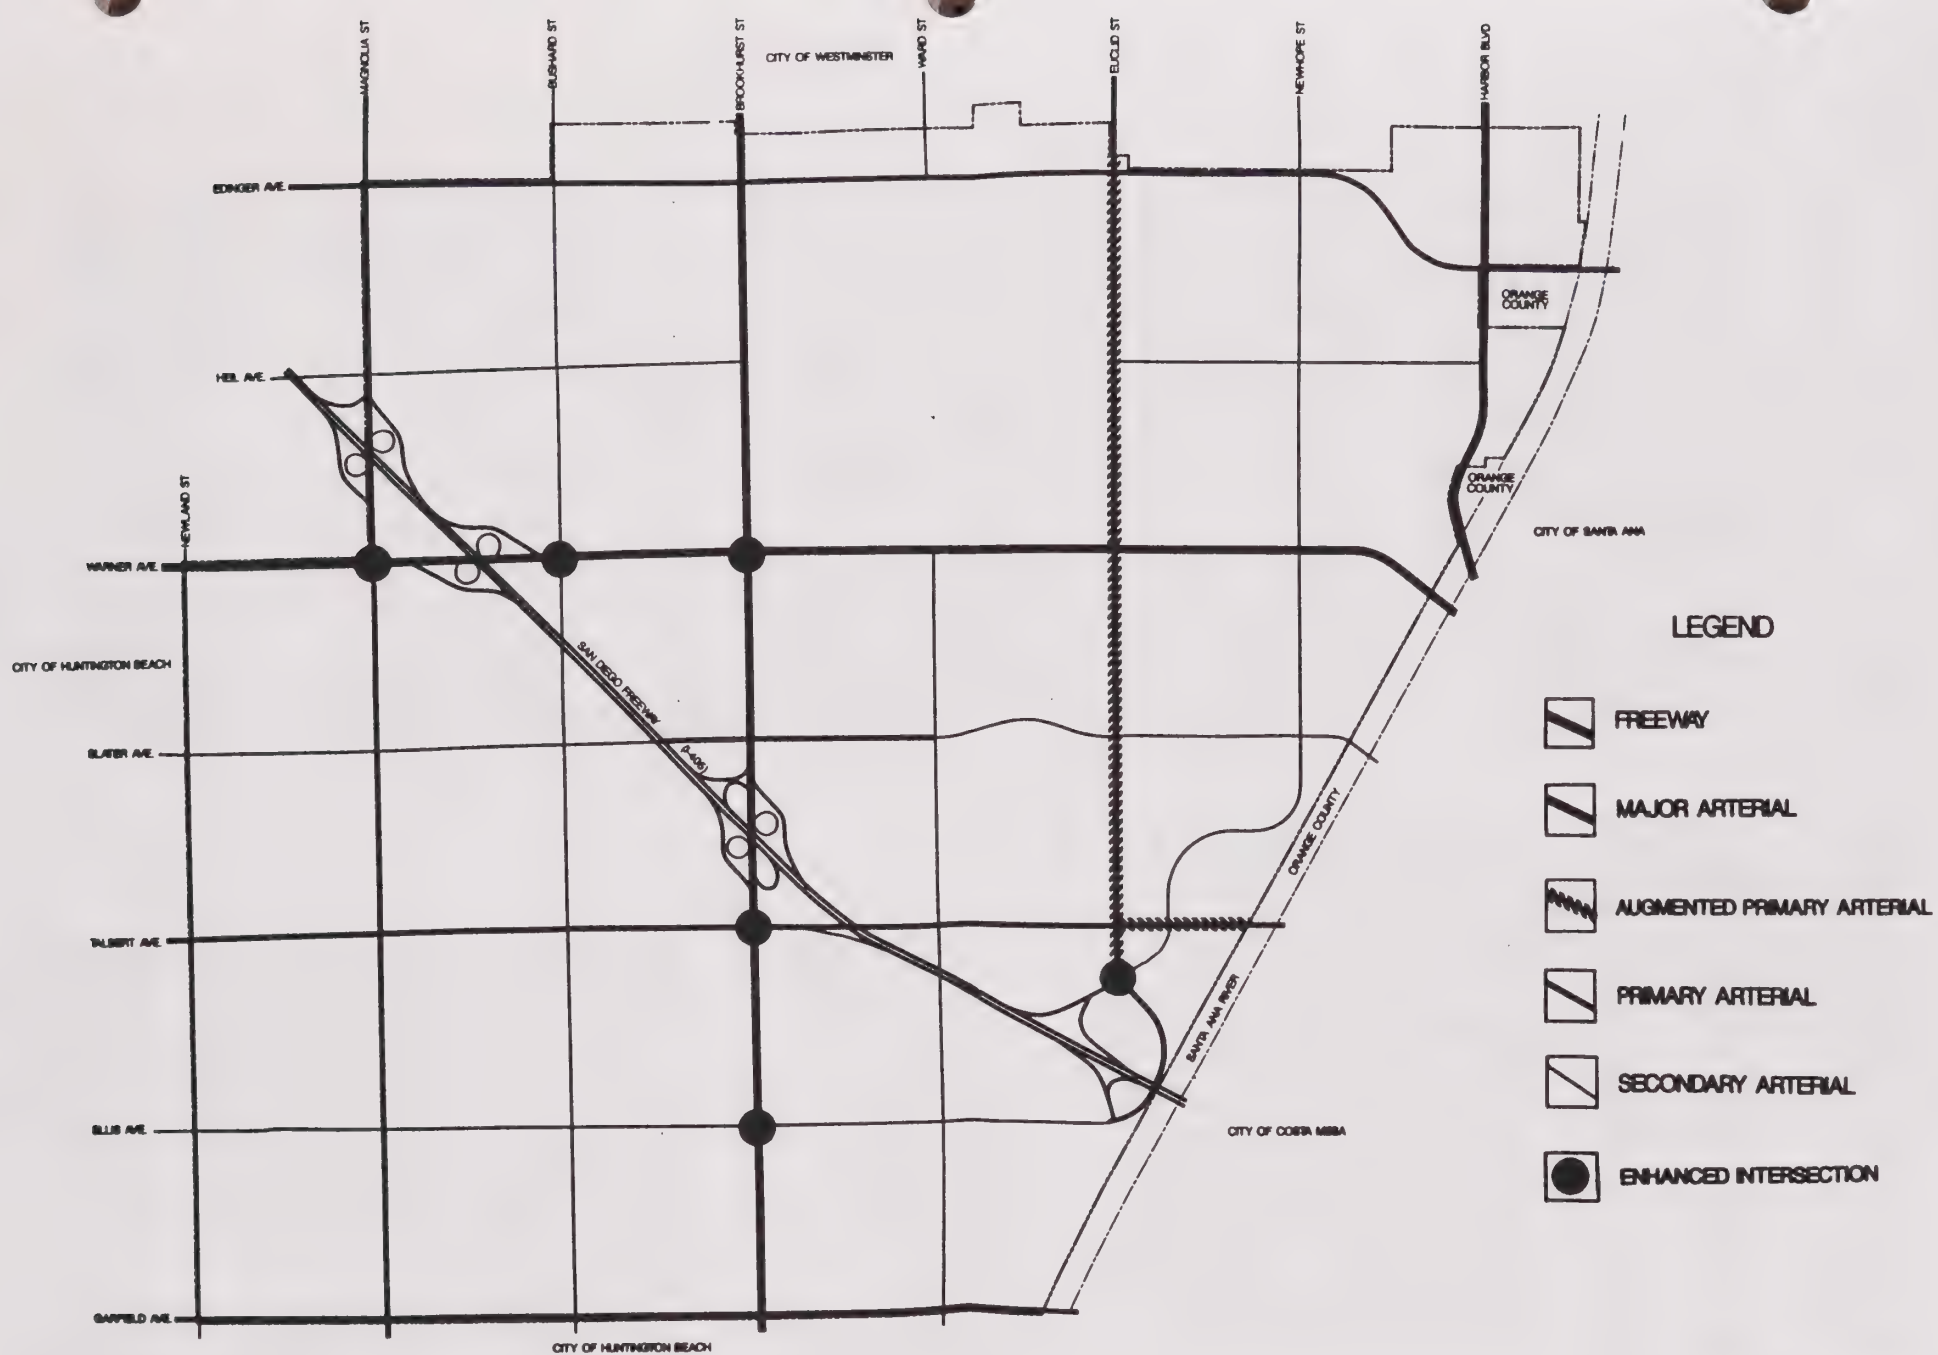 MAGNOLIA ST
BUSHARD ST
BROOKHURST ST
CITY OF WESTMINSTER
WARD ST
EUCLID ST
NEWHOPE ST
HARBOR BLVD
EDINGER AVE.
ORANGE
COUNTY
HEIL AVE.
NEWLAND ST
ORANGE
COUNTY
CITY OF SANTA ANA
WARNER AVE.
CITY OF HUNTINGTON BEACH
SAN DIEGO FREEWAY
(I-405)
SLATER AVE.
ORANGE COUNTY
TALBERT AVE.
SANTA ANA RIVER
ELLIS AVE.
CITY OF COSTA MESA
GARFIELD AVE.
CITY OF HUNTINGTON BEACH
LEGEND
FREEWAY
MAJOR ARTERIAL
AUGMENTED PRIMARY ARTERIAL
PRIMARY ARTERIAL
SECONDARY ARTERIAL
ENHANCED INTERSECTION